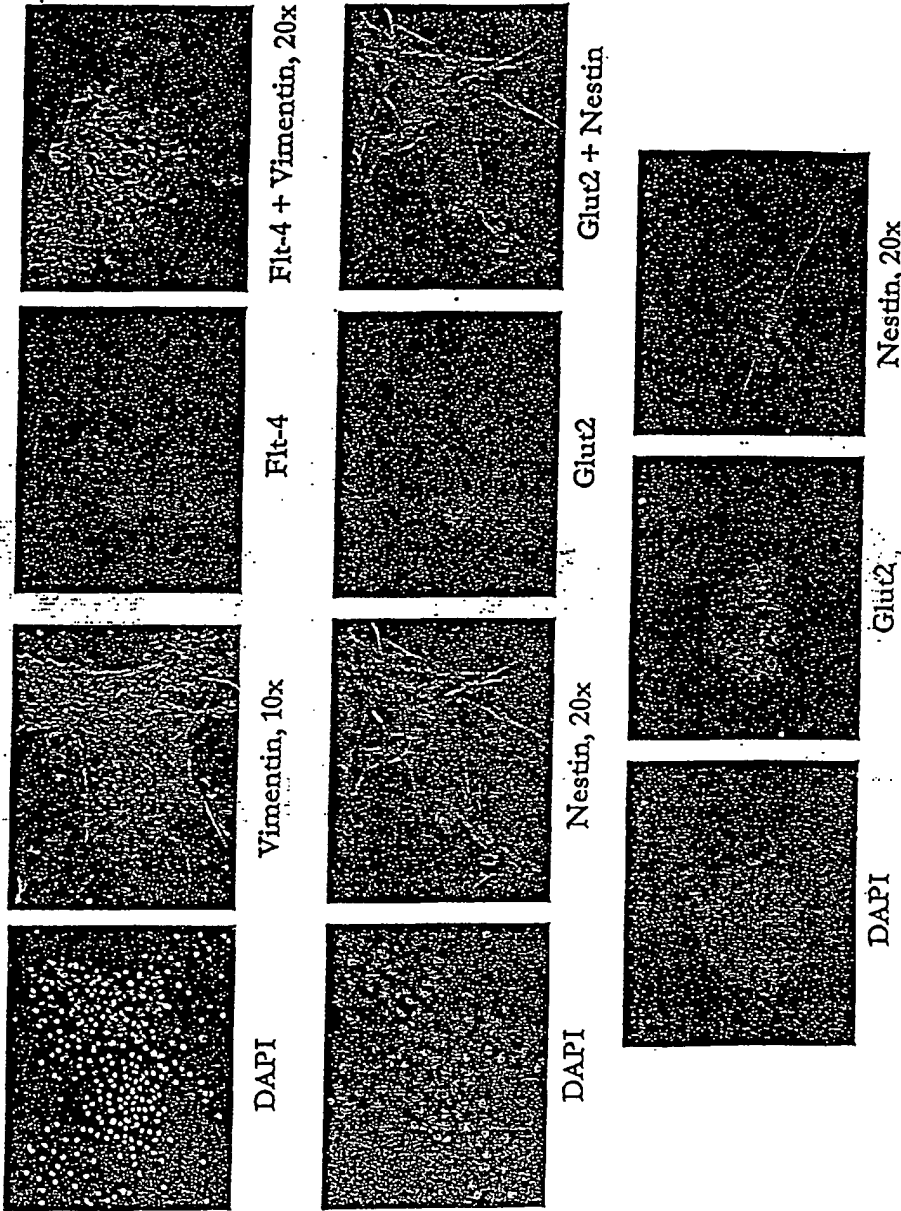 DAPI
Vimentin, 10x
Flt-4
Flt-4 + Vimentin, 20x
DAPI
Nestin, 20x
Glut2
Glut2 + Nestin
DAPI
Glut2
Nestin, 20x